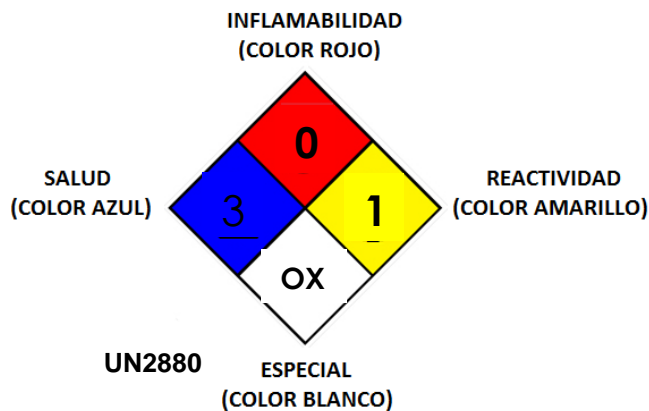 INFLAMABILIDAD
(COLOR ROJO)
0
SALUD
(COLOR AZUL)
3
1
REACTIVIDAD
(COLOR AMARILLO)
OX
UN2880
ESPECIAL
(COLOR BLANCO)